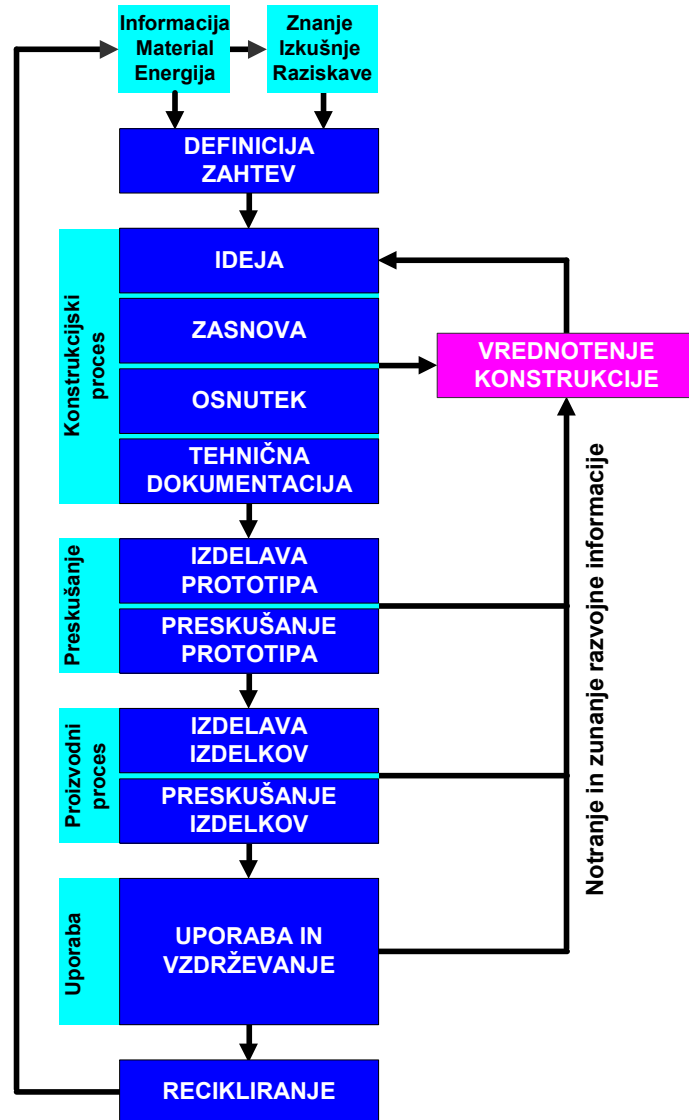 Informacija
Material
Energija
Znanje
Izkušnje
Raziskave
DEFINICIJA
ZAHTEV
Konstrukcijski
proces
IDEJA
ZASNOVA
OSNUTEK
TEHNIČNA
DOKUMENTACIJA
VREDNOTENJE
KONSTRUKCIJE
Preskušanje
IZDELAVA
PROTOTIPA
PRESKUŠANJE
PROTOTIPA
Notranje in zunanje razvojne informacije
Proizvodni
proces
IZDELAVA
IZDELKOV
PRESKUŠANJE
IZDELKOV
Uporaba
UPORABA IN
VZDRŽEVANJE
RECIKLIRANJE